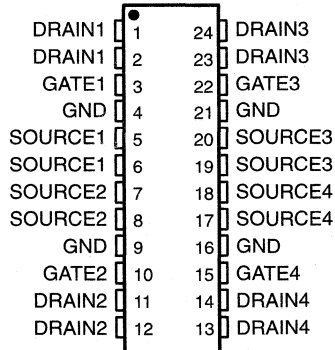 DRAIN1 1 24 DRAIN3
DRAIN1 2 23 DRAIN3
GATE1 3 22 GATE3
GND 4 21 GND
SOURCE1 5 20 SOURCE3
SOURCE1 6 19 SOURCE3
SOURCE2 7 18 SOURCE4
SOURCE2 8 17 SOURCE4
GND 9 16 GND
GATE2 10 15 GATE4
DRAIN2 11 14 DRAIN4
DRAIN2 12 13 DRAIN4